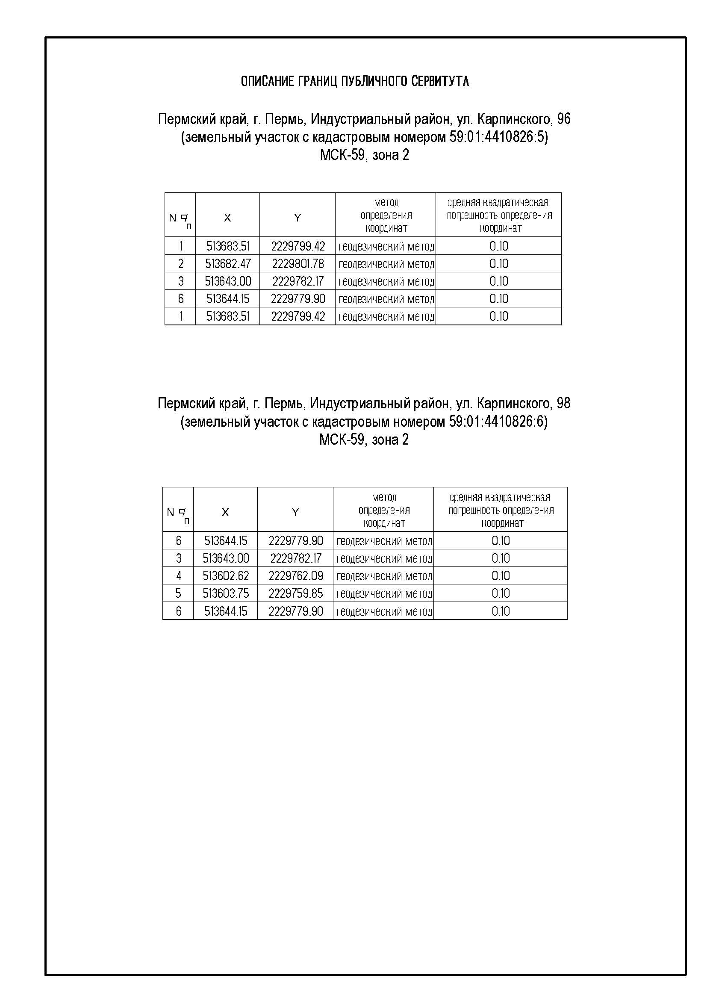 ОПИСАНИЕ ГРАНИЦ ПУБЛИЧНОГО СЕРВИТУТА
Пермский край, г. Пермь, Индустриальный район, ул. Карпинского, 96
(земельный участок с кадастровым номером 59:01:4410826:5)
МСК-59, зона 2
N п/п X Y метод определения координат средняя квадратическая погрешность определения координат
1 513683.51 2229799.42 геодезический метод 0.10
2 513682.47 2229801.78 геодезический метод 0.10
3 513643.00 2229782.17 геодезический метод 0.10
6 513644.15 2229779.90 геодезический метод 0.10
1 513683.51 2229799.42 геодезический метод 0.10
Пермский край, г. Пермь, Индустриальный район, ул. Карпинского, 98
(земельный участок с кадастровым номером 59:01:4410826:6)
МСК-59, зона 2
N п/п X Y метод определения координат средняя квадратическая погрешность определения координат
6 513644.15 2229779.90 геодезический метод 0.10
3 513643.00 2229782.17 геодезический метод 0.10
4 513602.62 2229762.09 геодезический метод 0.10
5 513603.75 2229759.85 геодезический метод 0.10
6 513644.15 2229779.90 геодезический метод 0.10